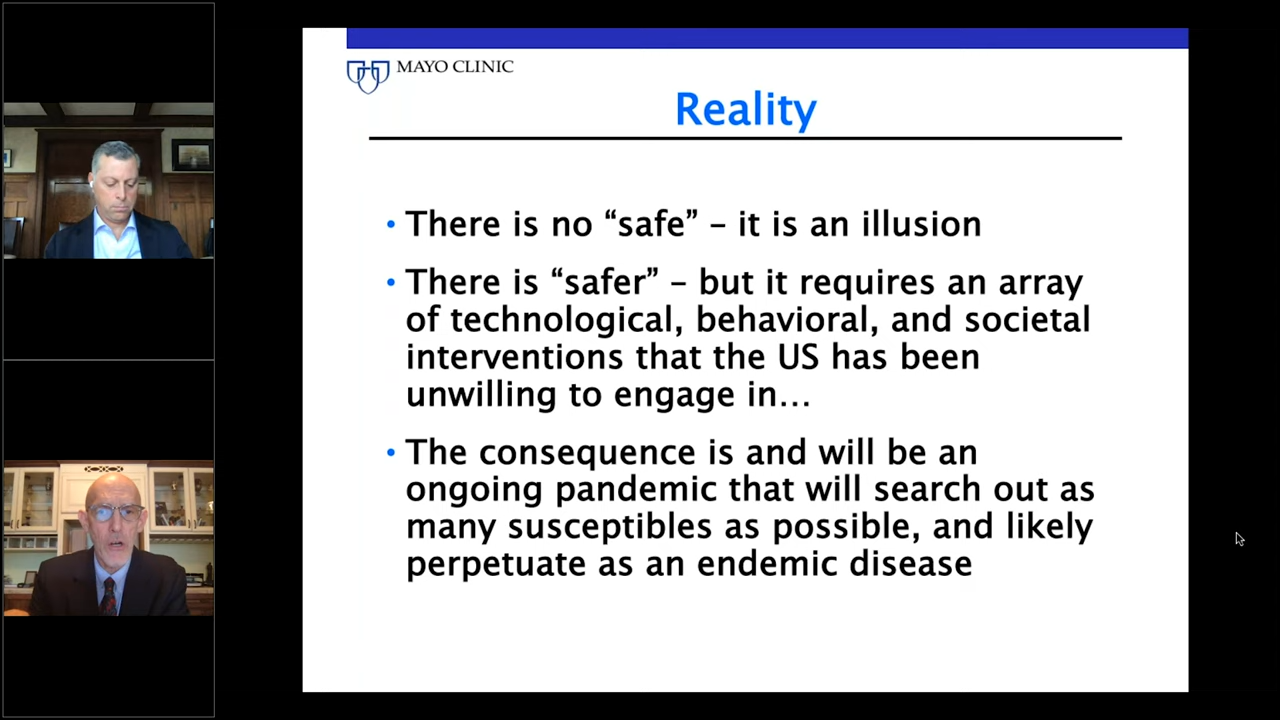 MAYO CLINIC
Reality
• There is no “safe” – it is an illusion
• There is “safer” – but it requires an array
of technological, behavioral, and societal
interventions that the US has been
unwilling to engage in…
• The consequence is and will be an
ongoing pandemic that will search out as
many susceptibles as possible, and likely
perpetuate as an endemic disease